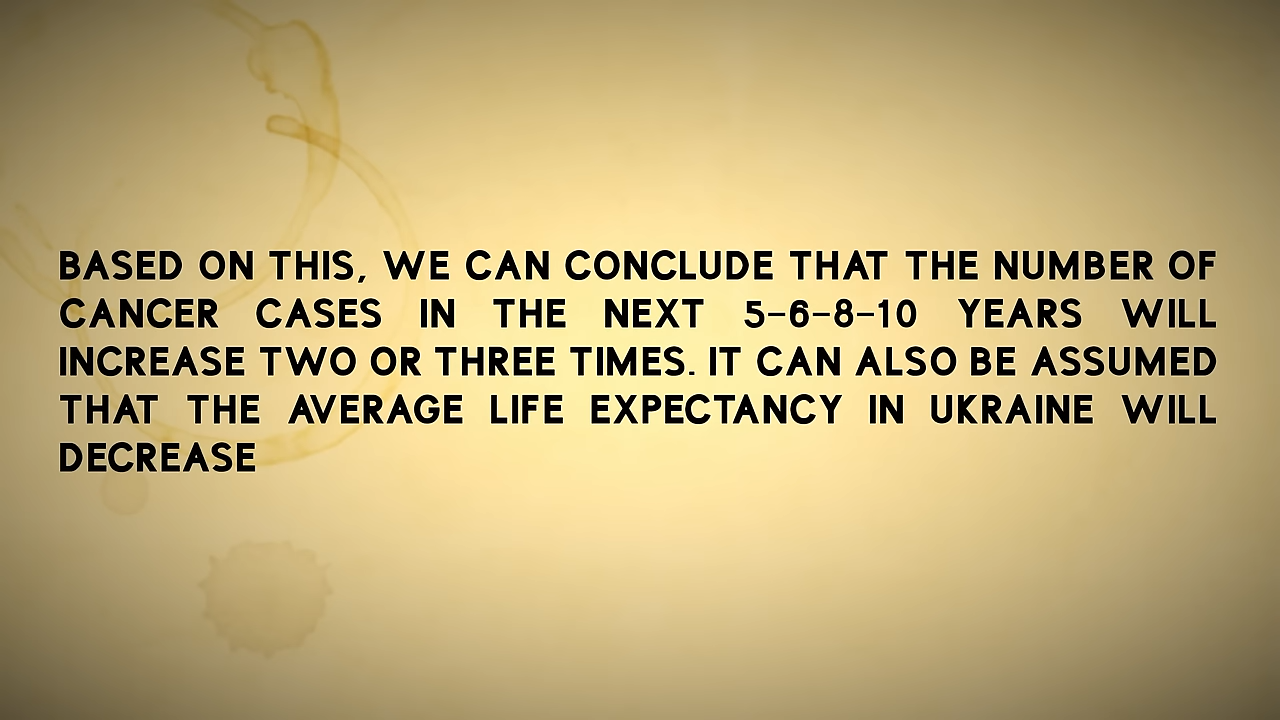 BASED ON THIS, WE CAN CONCLUDE THAT THE NUMBER OF
CANCER CASES IN THE NEXT 5-6-8-10 YEARS WILL
INCREASE TWO OR THREE TIMES. IT CAN ALSO BE ASSUMED
THAT THE AVERAGE LIFE EXPECTANCY IN UKRAINE WILL
DECREASE